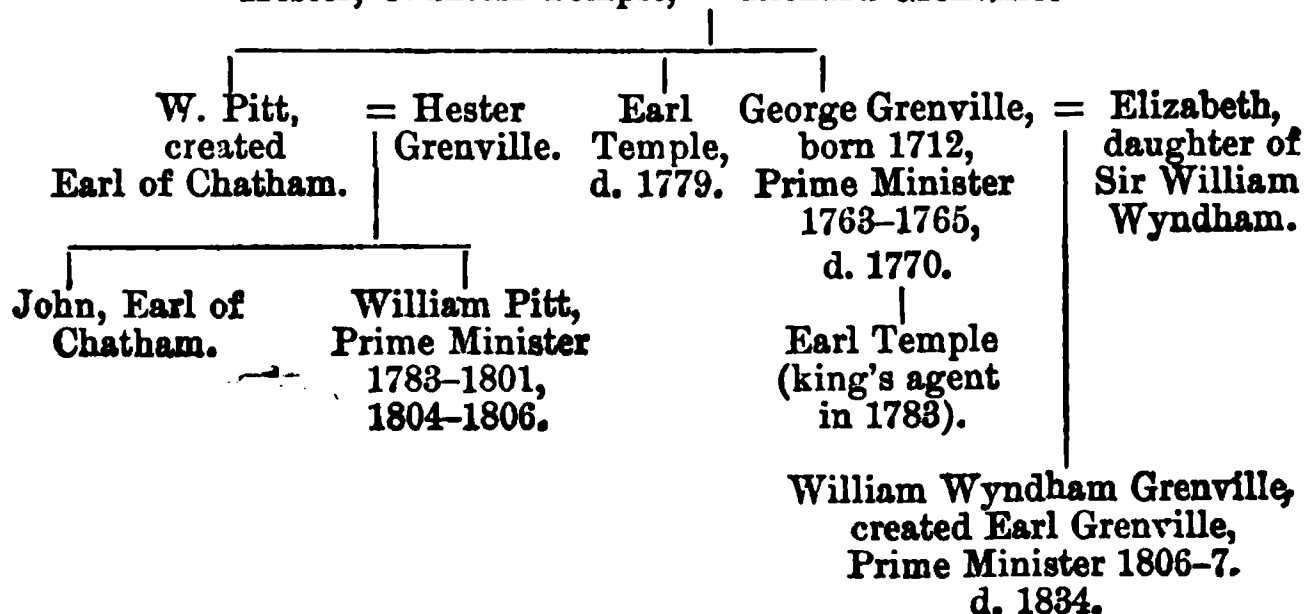 W. Pitt, = Hester Earl George Grenville, = Elizabeth,
created Grenville. Temple, born 1712, daughter of
Earl of Chatham. d. 1779. Prime Minister Sir William
1763–1765, Wyndham.
d. 1770.
John, Earl of William Pitt,
Chatham. Prime Minister Earl Temple
1783–1801, (king's agent
1804–1806. in 1783).
William Wyndham Grenville,
created Earl Grenville,
Prime Minister 1806–7.
d. 1834.